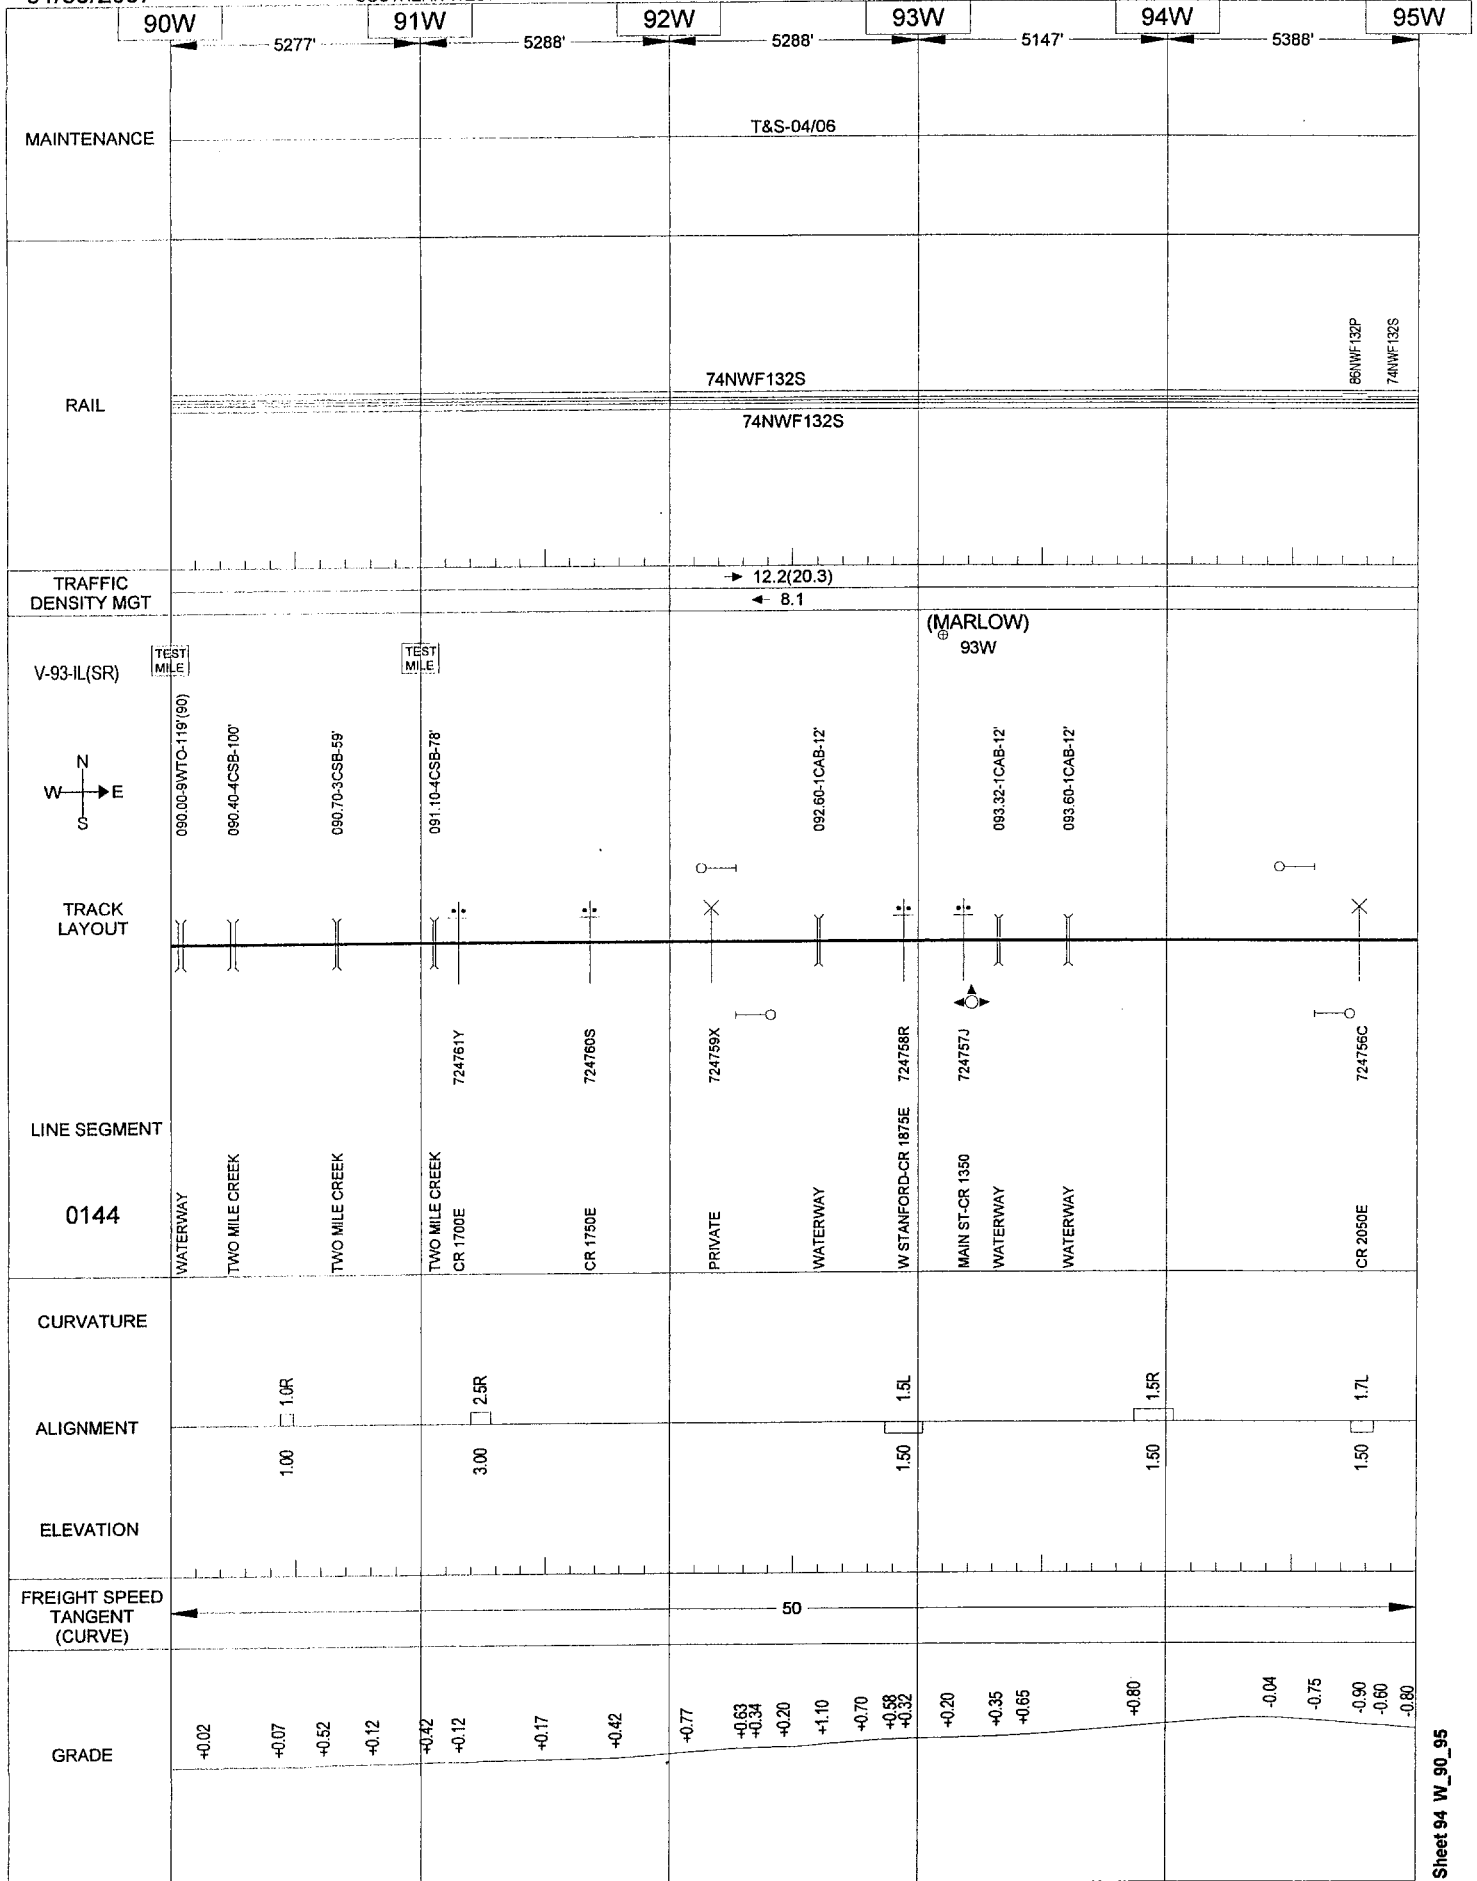 90W 91W 92W 93W 94W 95W
5277' 5288' 5288' 5147' 5388'
MAINTENANCE
T&S-04/06
RAIL
74NWF132S
74NWF132S
86NWF132P
74NWF132S
TRAFFIC
DENSITY MGT
12.2(20.3)
8.1
V-93-IL(SR)
TEST
MILE
TEST
MILE
(MARLOW)
93W
N
W E
S
090.00-9WTO-119'(90)
090.40-4CSB-100'
090.70-3CSB-59'
091.10-4CSB-78'
092.60-1CAB-12'
093.32-1CAB-12'
093.60-1CAB-12'
TRACK
LAYOUT
724761Y
724760S
724759X
724758R
724757J
724756C
LINE SEGMENT
0144
WATERWAY
TWO MILE CREEK
TWO MILE CREEK
TWO MILE CREEK
CR 1700E
CR 1750E
PRIVATE
WATERWAY
W STANFORD-CR 1875E
MAIN ST-CR 1350
WATERWAY
WATERWAY
CR 2050E
CURVATURE
1.0R
2.5R
1.5L
1.5R
1.7L
ALIGNMENT
1.00
3.00
1.50
1.50
1.50
ELEVATION
FREIGHT SPEED
TANGENT
(CURVE)
50
GRADE
+0.02
+0.07
+0.52
+0.12
+0.42
+0.12
+0.17
+0.42
+0.77
+0.63
+0.34
+0.20
+1.10
+0.70
+0.58
+0.32
+0.20
+0.35
+0.65
+0.80
-0.04
-0.75
-0.90
-0.60
-0.80
Sheet 94 W_90_95